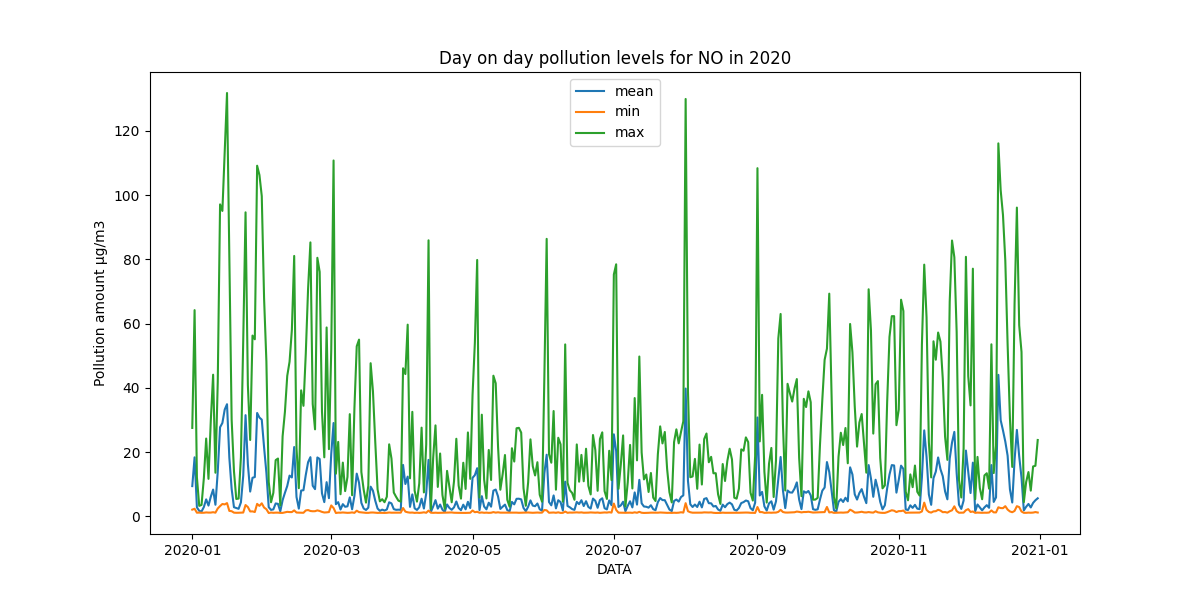 Day on day pollution levels for NO in 2020
mean
min
max
Pollution amount µg/m3
120
100
80
60
40
20
0
2020-01 2020-03 2020-05 2020-07 2020-09 2020-11 2021-01
DATA